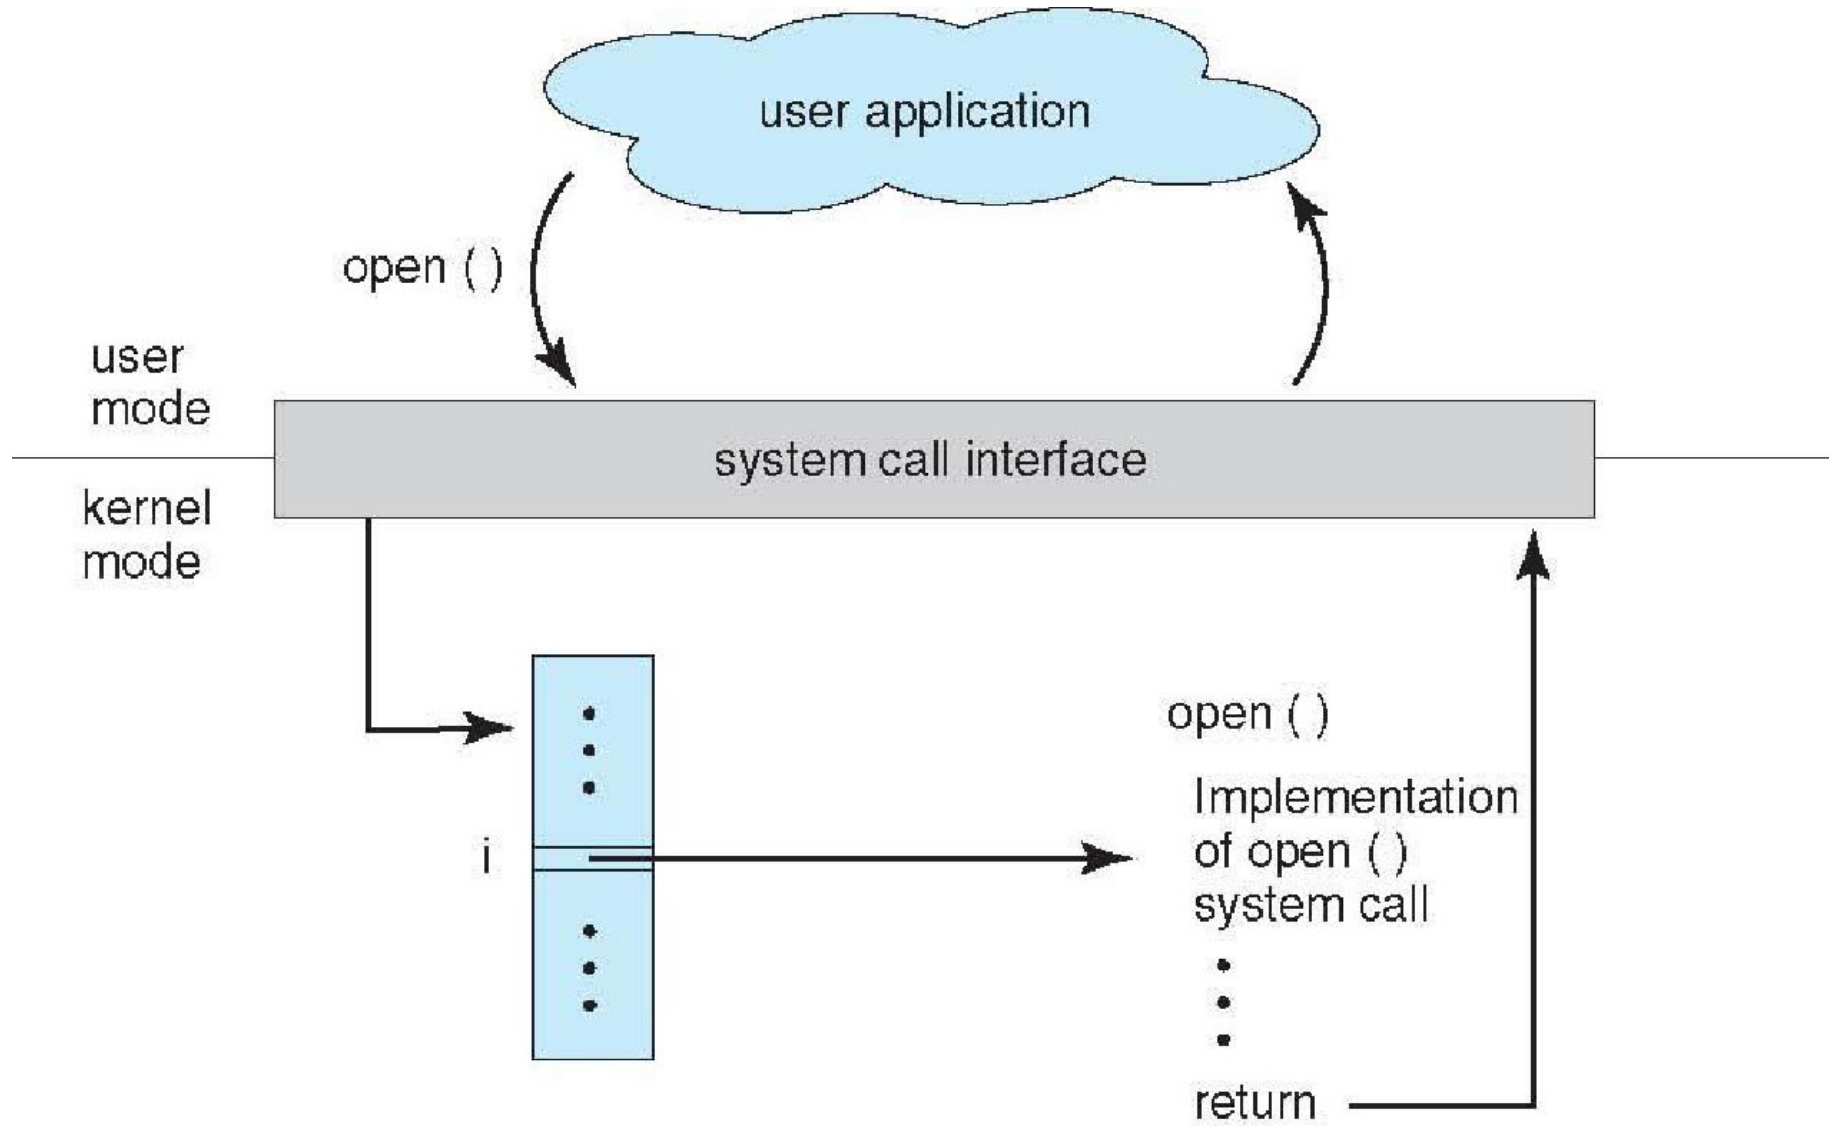 user application
open ( )
user
mode
system call interface
kernel
mode
open ( )
Implementation
of open ( )
system call
i
return